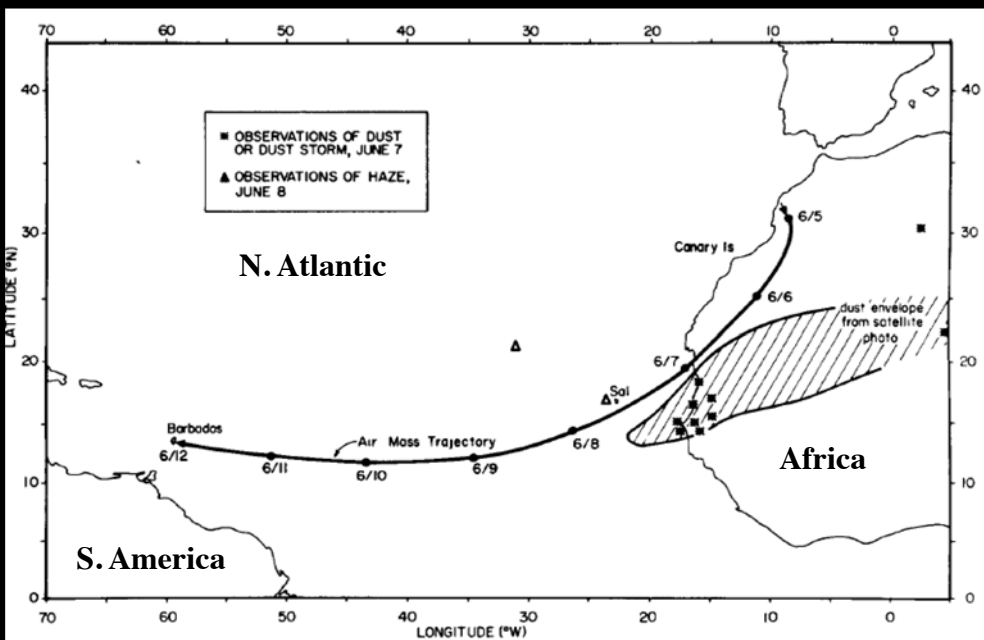 70 60 50 40 30 20 10 0
40 40
OBSERVATIONS OF DUST
OR DUST STORM, JUNE 7
OBSERVATIONS OF HAZE,
JUNE 8
6/5
30 30
Canary Is
N. Atlantic
6/6
dust envelope
from satellite
photo
LATITUDE (°N)
20 20
6/7
Sal
Barbados
6/12
Air Mass Trajectory
6/8
6/11
6/10
6/9
Africa
10 10
S. America
0 0
70 60 50 40 30 20 10 0
LONGITUDE (°W)